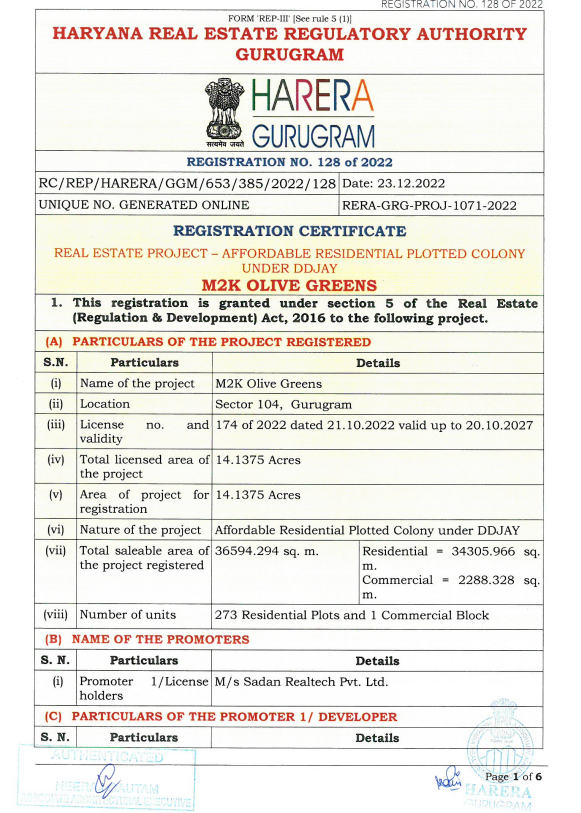 REGISTRATION NO. 128 OF 2022
FORM 'REP-III' [See rule 5 (1)]
HARYANA REAL ESTATE REGULATORY AUTHORITY
GURUGRAM
HARERA
सत्यमेव जयते
GURUGRAM
REGISTRATION NO. 128 of 2022
RC/REP/HARERA/GGM/653/385/2022/128 Date: 23.12.2022
UNIQUE NO. GENERATED ONLINE RERA-GRG-PROJ-1071-2022
REGISTRATION CERTIFICATE
REAL ESTATE PROJECT – AFFORDABLE RESIDENTIAL PLOTTED COLONY
UNDER DDJAY
M2K OLIVE GREENS
1. This registration is granted under section 5 of the Real Estate
(Regulation & Development) Act, 2016 to the following project.
(A) PARTICULARS OF THE PROJECT REGISTERED
S.N. Particulars Details
(i) Name of the project M2K Olive Greens
(ii) Location Sector 104, Gurugram
(iii) License no. and 174 of 2022 dated 21.10.2022 valid up to 20.10.2027
validity
(iv) Total licensed area of 14.1375 Acres
the project
(v) Area of project for 14.1375 Acres
registration
(vi) Nature of the project Affordable Residential Plotted Colony under DDJAY
(vii) Total saleable area of 36594.294 sq. m. Residential = 34305.966 sq.
the project registered m.
Commercial = 2288.328 sq.
m.
(viii) Number of units 273 Residential Plots and 1 Commercial Block
(B) NAME OF THE PROMOTERS
S. N. Particulars Details
(i) Promoter 1/License M/s Sadan Realtech Pvt. Ltd.
holders
(C) PARTICULARS OF THE PROMOTER 1/ DEVELOPER
S. N. Particulars Details
AUTHENTICATED
Page 1 of 6
HARERA
GURUGRAM